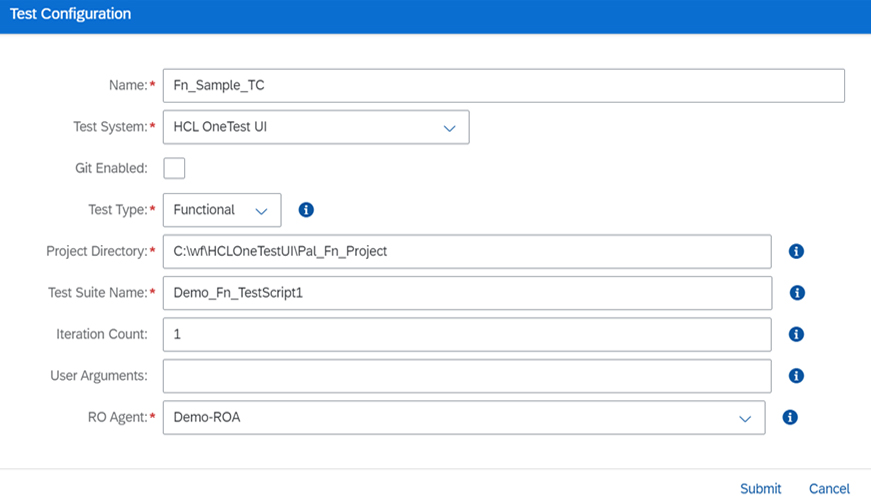 Test Configuration
Name:* Fn_Sample_TC
Test System:* HCL OneTest UI
Git Enabled:
Test Type:* Functional
Project Directory:* C:\wf\HCLOneTestUI\Pal_Fn_Project
Test Suite Name:* Demo_Fn_TestScript1
Iteration Count: 1
User Arguments:
RO Agent:* Demo-ROA
Submit Cancel